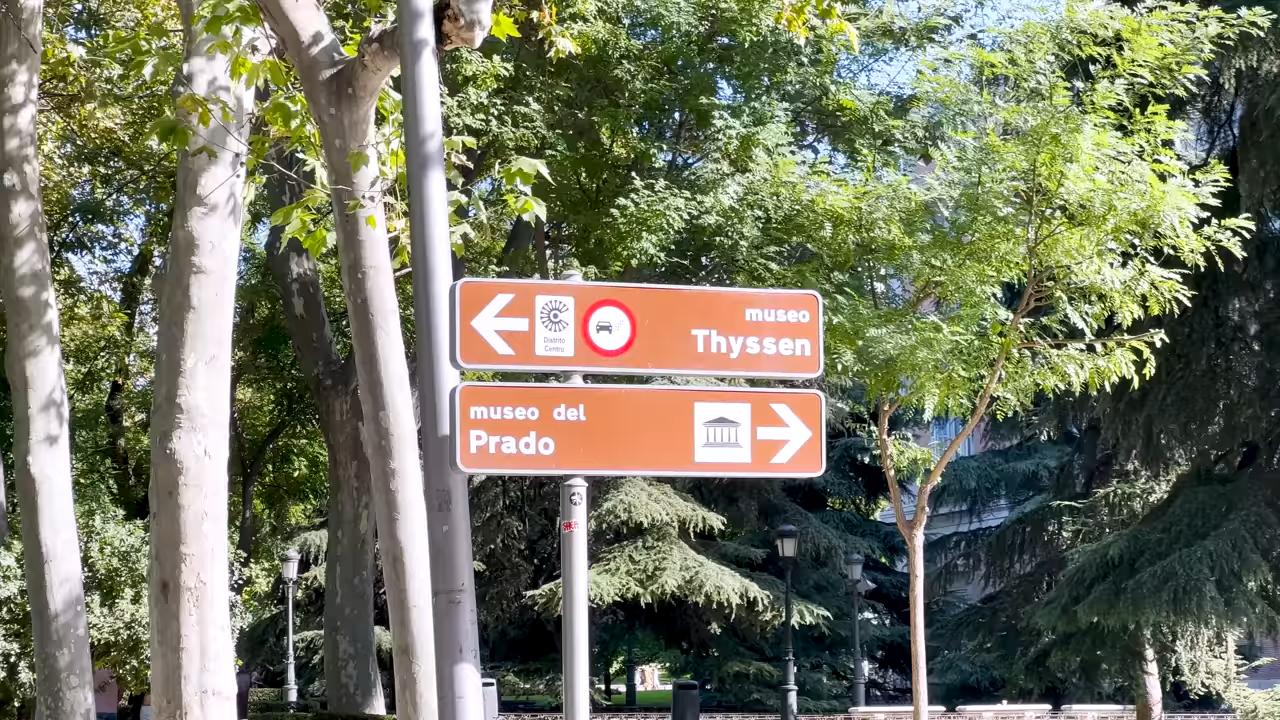 museo
Thyssen
Distrito
Centro
museo del
Prado